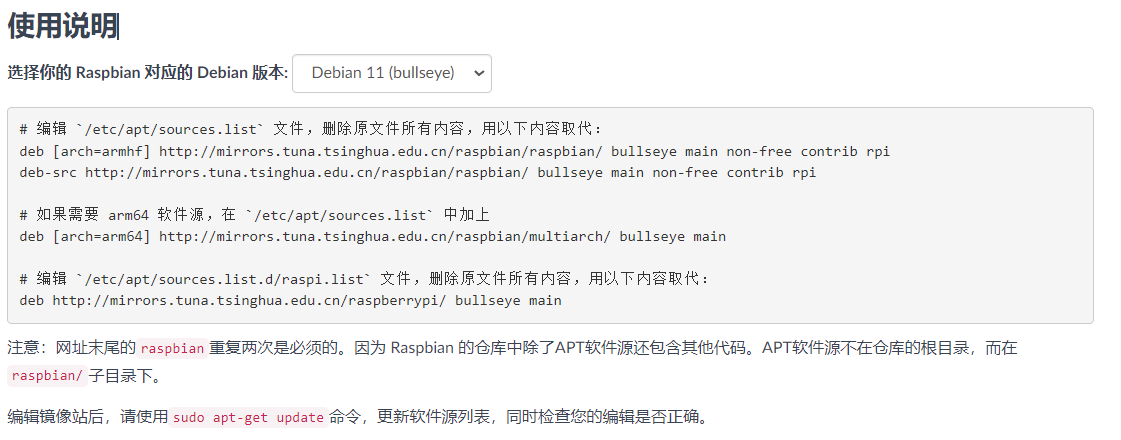 使用说明
选择你的 Raspbian 对应的 Debian 版本: Debian 11 (bullseye)
# 编辑 `/etc/apt/sources.list` 文件，删除原文件所有内容，用以下内容取代：
deb [arch=armhf] http://mirrors.tuna.tsinghua.edu.cn/raspbian/raspbian/ bullseye main non-free contrib rpi
deb-src http://mirrors.tuna.tsinghua.edu.cn/raspbian/raspbian/ bullseye main non-free contrib rpi
# 如果需要 arm64 软件源，在 `/etc/apt/sources.list` 中加上
deb [arch=arm64] http://mirrors.tuna.tsinghua.edu.cn/raspbian/multiarch/ bullseye main
# 编辑 `/etc/apt/sources.list.d/raspi.list` 文件，删除原文件所有内容，用以下内容取代：
deb http://mirrors.tuna.tsinghua.edu.cn/raspberrypi/ bullseye main
注意：网址末尾的 raspbian 重复两次是必须的。因为 Raspbian 的仓库中除了APT软件源还包含其他代码。APT软件源不在仓库的根目录，而在
raspbian/ 子目录下。
编辑镜像站后，请使用 sudo apt-get update 命令，更新软件源列表，同时检查您的编辑是否正确。